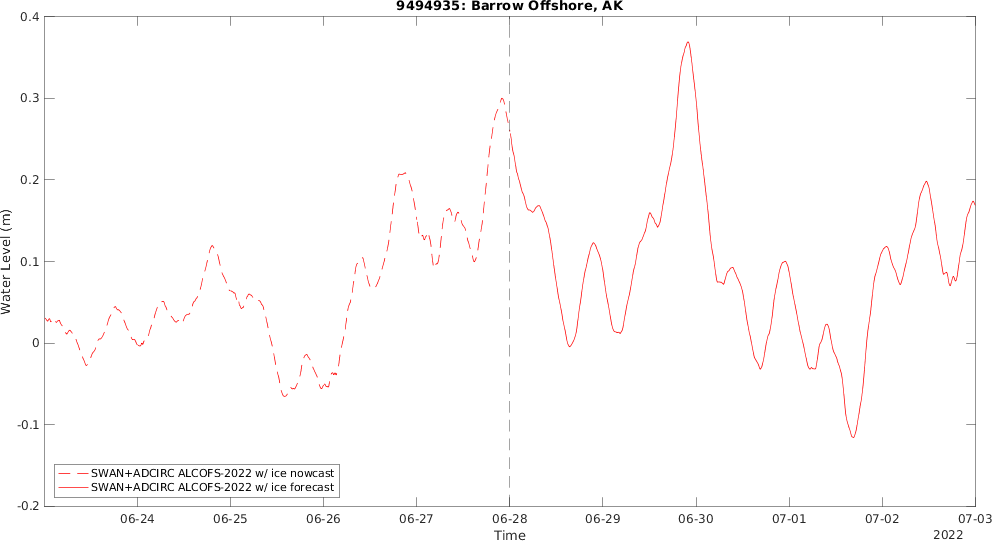 9494935: Barrow Offshore, AK
Water Level (m)
0.4
0.3
0.2
0.1
0
-0.1
-0.2
SWAN+ADCIRC ALCOFS-2022 w/ ice nowcast
SWAN+ADCIRC ALCOFS-2022 w/ ice forecast
06-24 06-25 06-26 06-27 06-28 06-29 06-30 07-01 07-02 07-03
Time
2022